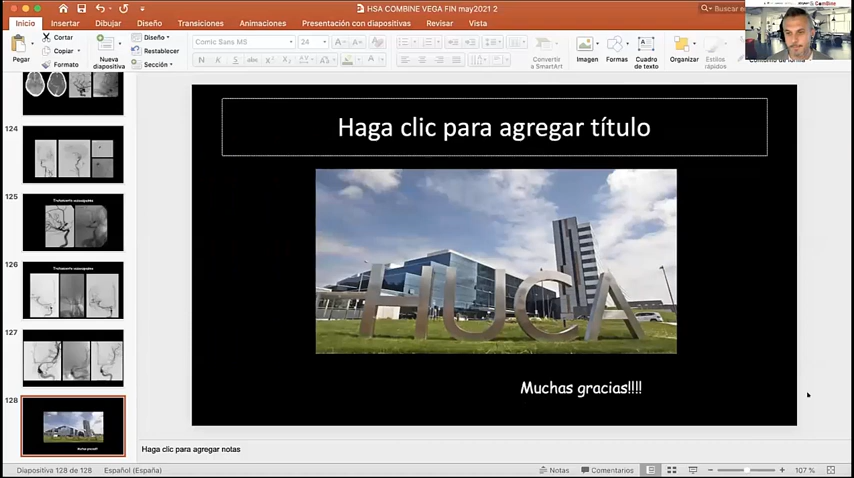 HSA COMBINE VEGA FIN may2021 2
Buscar e
Inicio
Insertar
Dibujar
Diseño
Transiciones
Animaciones
Presentación con diapositivas
Revisar
Vista
Pegar
Cortar
Copiar
Formato
Nueva
diapositiva
Diseño
Restablecer
Sección
Comic Sans MS
24
Convertir
a SmartArt
Imagen
Formas
Cuadro
de texto
Organizar
Estilos
rápidos
124
125
126
127
128
Haga clic para agregar título
HUCA
Muchas gracias!!!!
Haga clic para agregar notas
Diapositiva 128 de 128
Español (España)
Notas
Comentarios
107 %